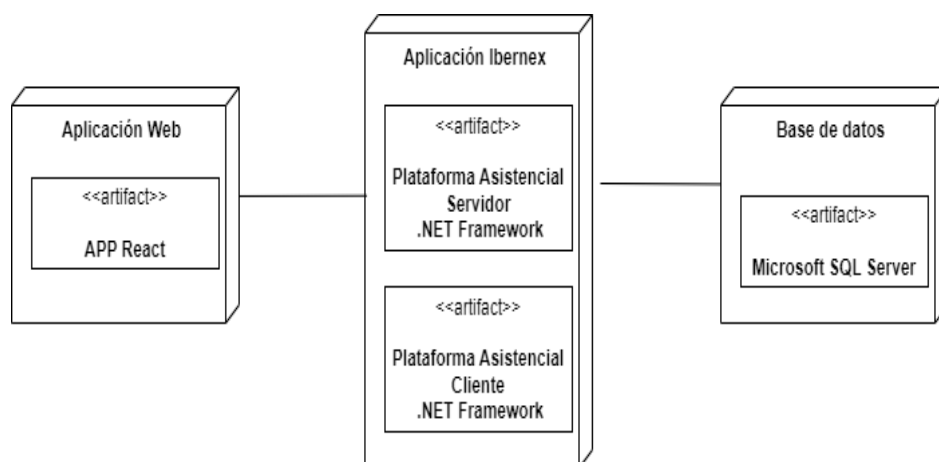 Aplicación Web
<<artifact>>
APP React
Aplicación Ibernex
<<artifact>>
Plataforma Asistencial
Servidor
.NET Framework
<<artifact>>
Plataforma Asistencial
Cliente
.NET Framework
Base de datos
<<artifact>>
Microsoft SQL Server